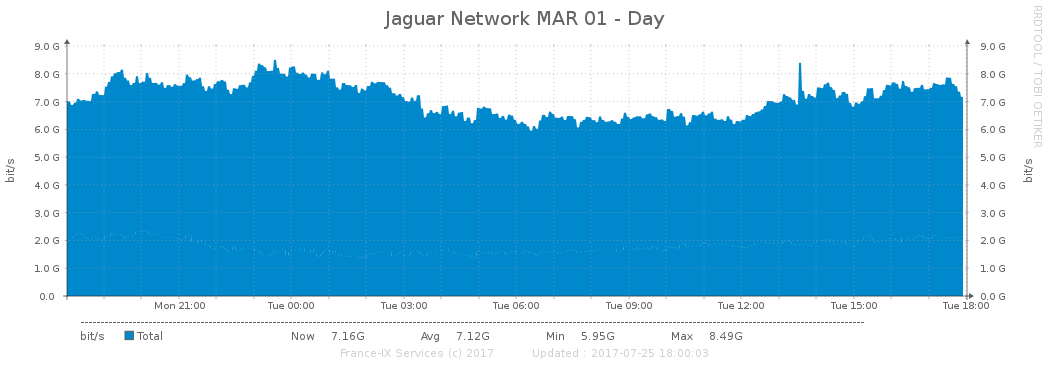 Jaguar Network MAR 01 - Day
RRDTOOL / TOBI OETIKER
9.0 G 9.0 G
8.0 G 8.0 G
7.0 G 7.0 G
6.0 G 6.0 G
5.0 G 5.0 G
4.0 G 4.0 G
3.0 G 3.0 G
2.0 G 2.0 G
1.0 G 1.0 G
0.0 0.0 G
bit/s
bit/s
Mon 21:00 Tue 00:00 Tue 03:00 Tue 06:00 Tue 09:00 Tue 12:00 Tue 15:00 Tue 18:00
bit/s Total Now 7.16G Avg 7.12G Min 5.95G Max 8.49G
France-IX Services (c) 2017 Updated : 2017-07-25 18:00:03